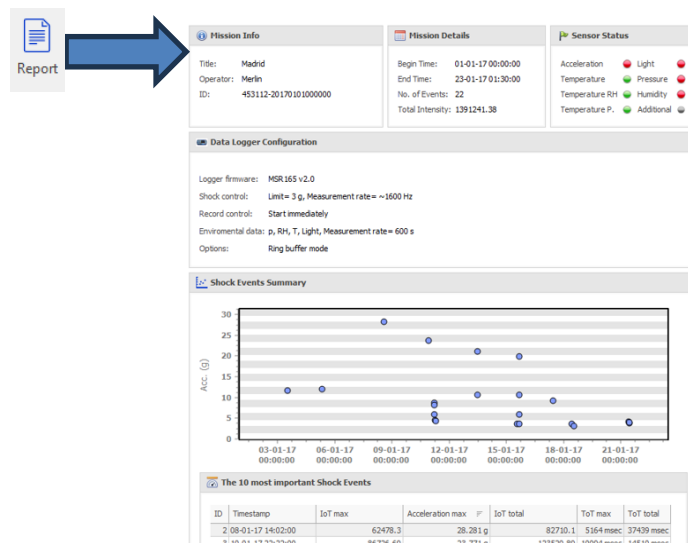 Report
Mission Info
Title: Madrid
Operator: Merlin
ID: 453112-20170101000000
Mission Details
Begin Time: 01-01-17 00:00:00
End Time: 23-01-17 01:30:00
No. of Events: 22
Total Intensity: 1391241.38
Sensor Status
Acceleration Light
Temperature Pressure
Temperature RH Humidity
Temperature P. Additional
Data Logger Configuration
Logger firmware: MSR165 v2.0
Shock control: Limit= 3 g, Measurement rate= ~1600 Hz
Record control: Start immediately
Enviromental data: p, RH, T, Light, Measurement rate= 600 s
Options: Ring buffer mode
Shock Events Summary
Acc. (g)
30
25
20
15
10
5
0
03-01-17 06-01-17 09-01-17 12-01-17 15-01-17 18-01-17 21-01-17
00:00:00 00:00:00 00:00:00 00:00:00 00:00:00 00:00:00 00:00:00
The 10 most important Shock Events
ID Timestamp IoT max Acceleration max IoT total ToT max ToT total
2 08-01-17 14:02:00 62478.3 28.281 g 82710.1 5164 msec 37439 msec